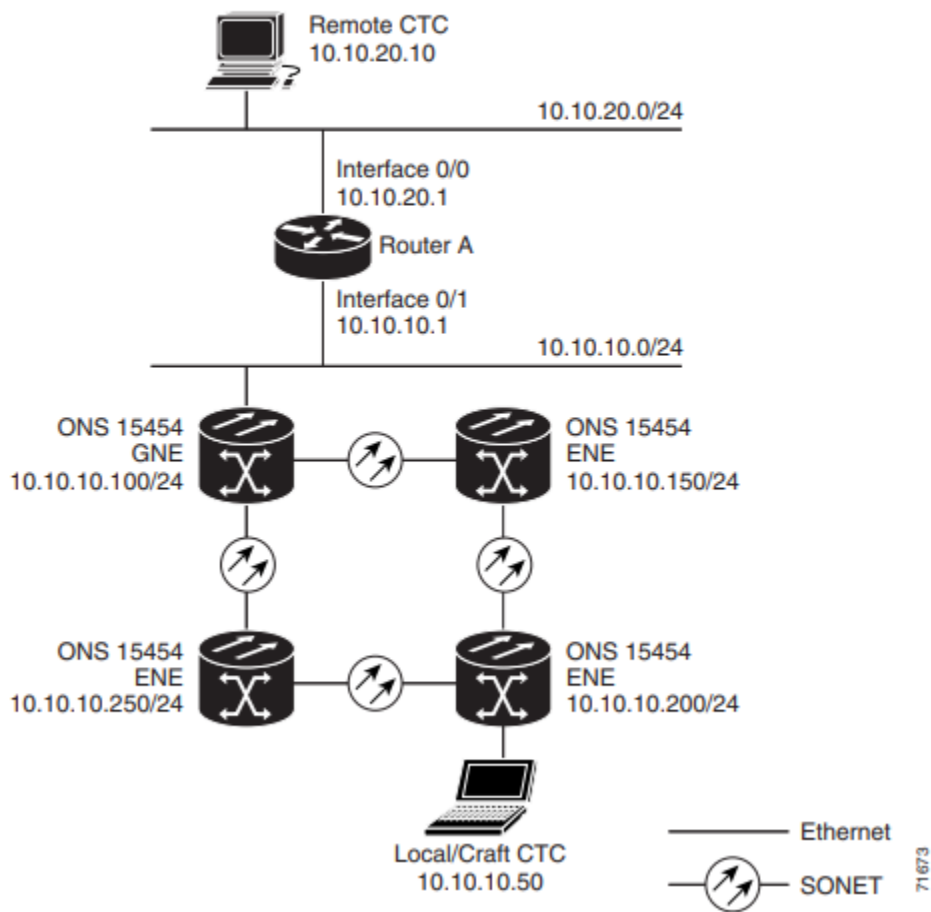 Remote CTC
10.10.20.10
10.10.20.0/24
Interface 0/0
10.10.20.1
Router A
Interface 0/1
10.10.10.1
10.10.10.0/24
ONS 15454
GNE
10.10.10.100/24
ONS 15454
ENE
10.10.10.150/24
ONS 15454
ENE
10.10.10.250/24
ONS 15454
ENE
10.10.10.200/24
Local/Craft CTC
10.10.10.50
Ethernet
SONET
71673